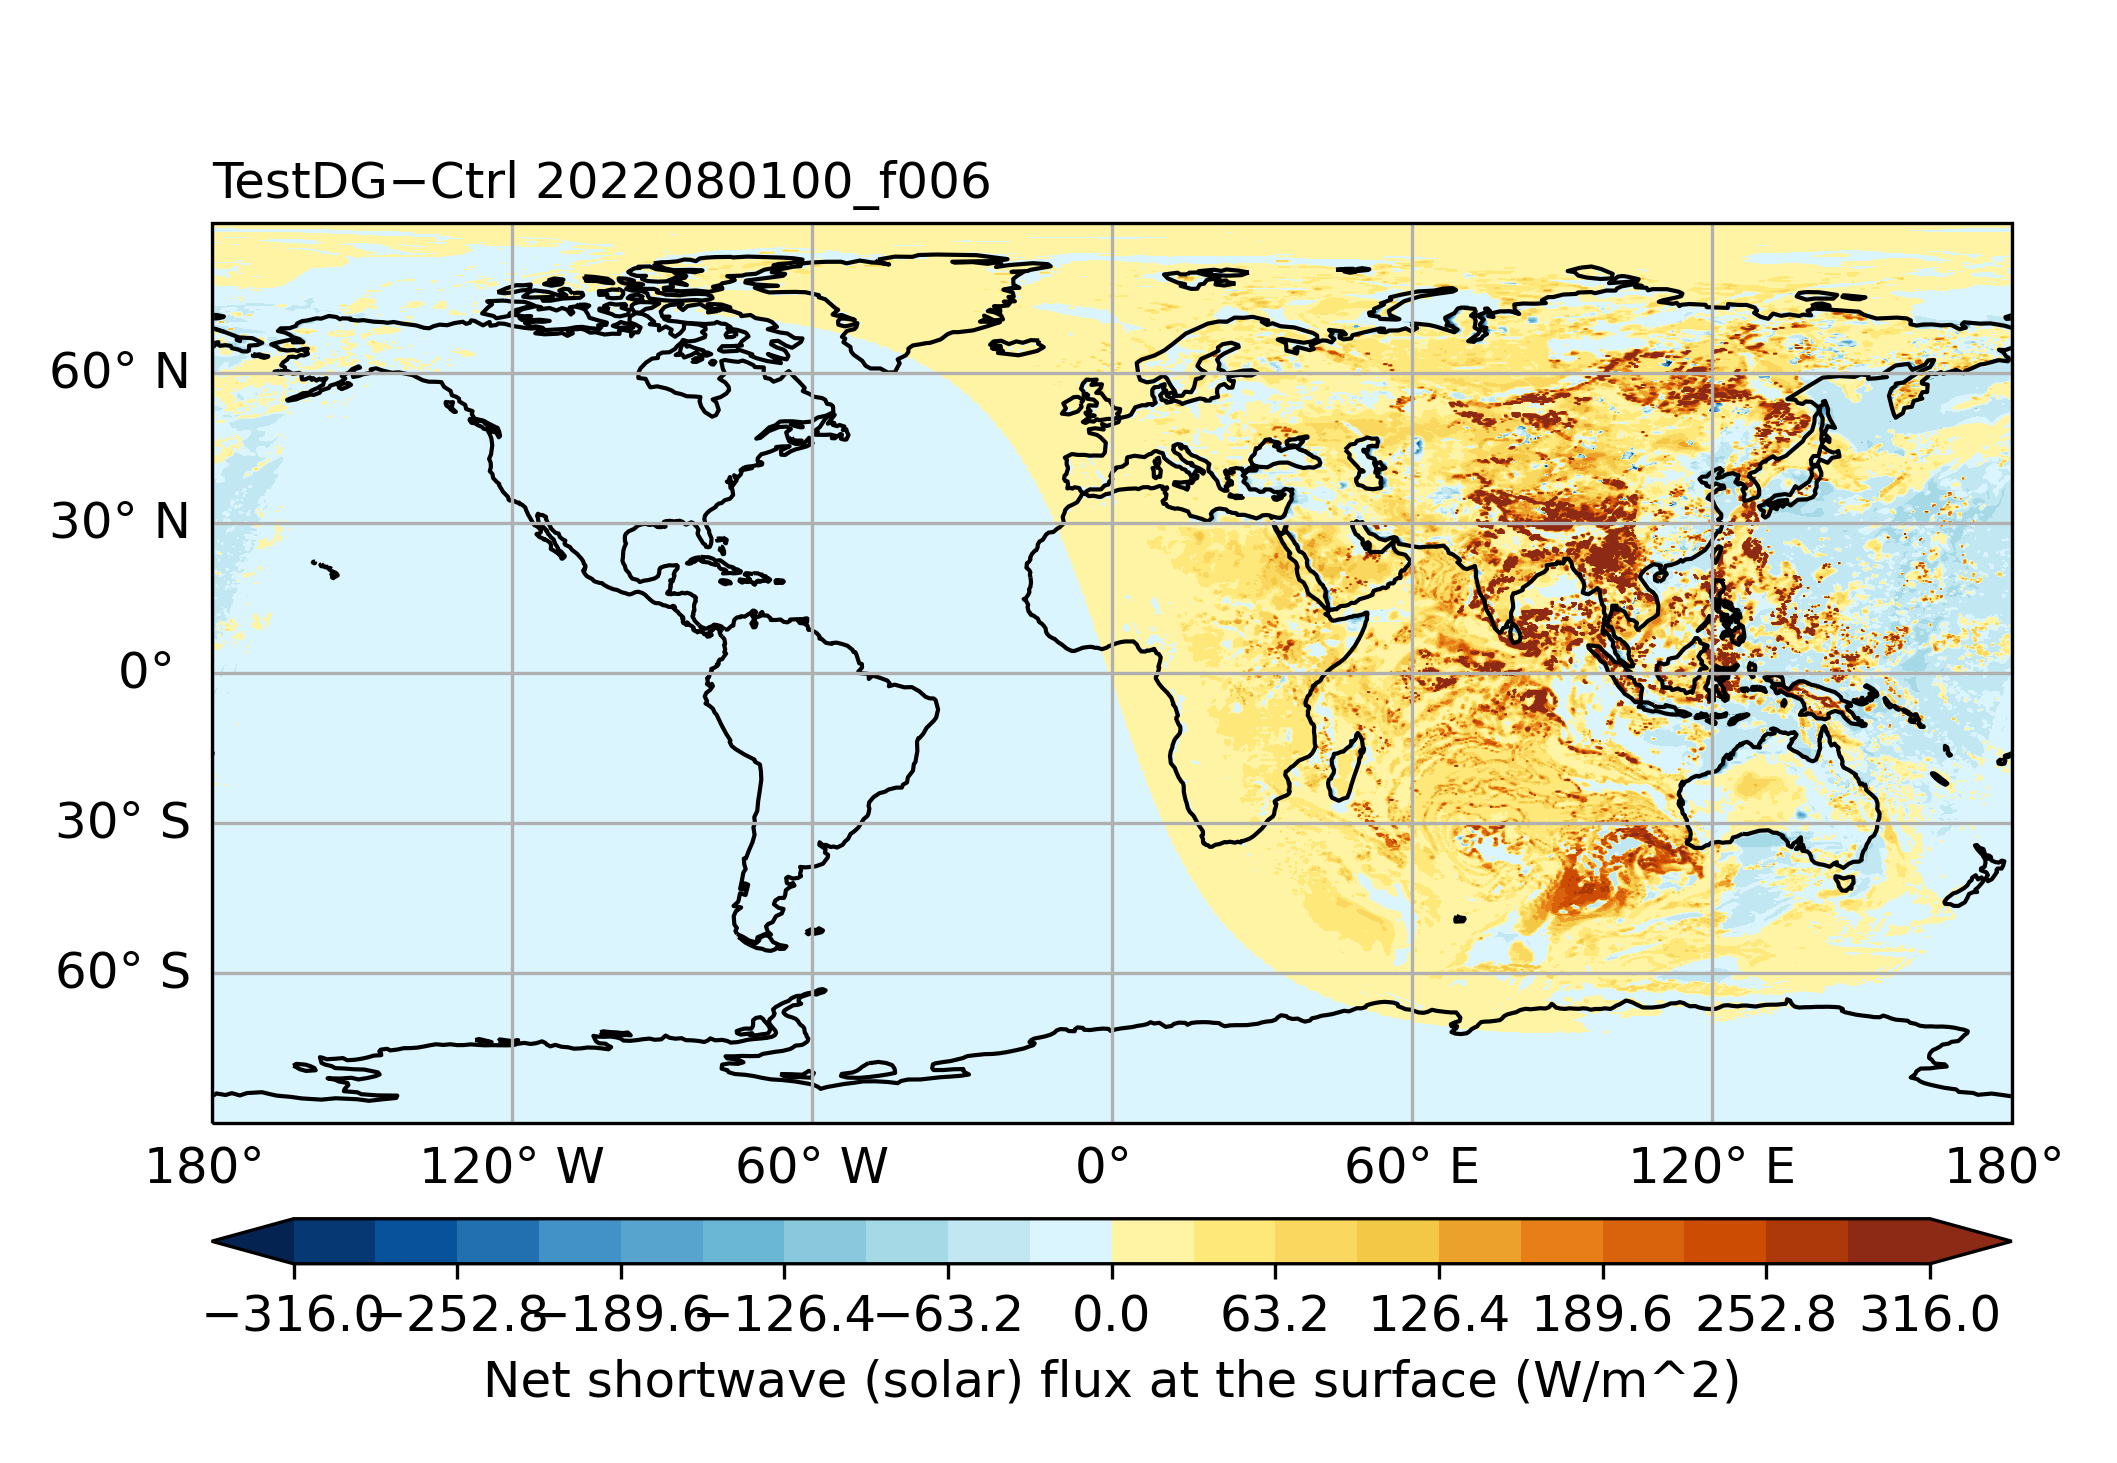 TestDG−Ctrl 2022080100_f006
60° N
30° N
0°
30° S
60° S
180° 120° W 60° W 0° 60° E 120° E 180°
−316.0 −252.8 −189.6 −126.4 −63.2 0.0 63.2 126.4 189.6 252.8 316.0
Net shortwave (solar) flux at the surface (W/m^2)